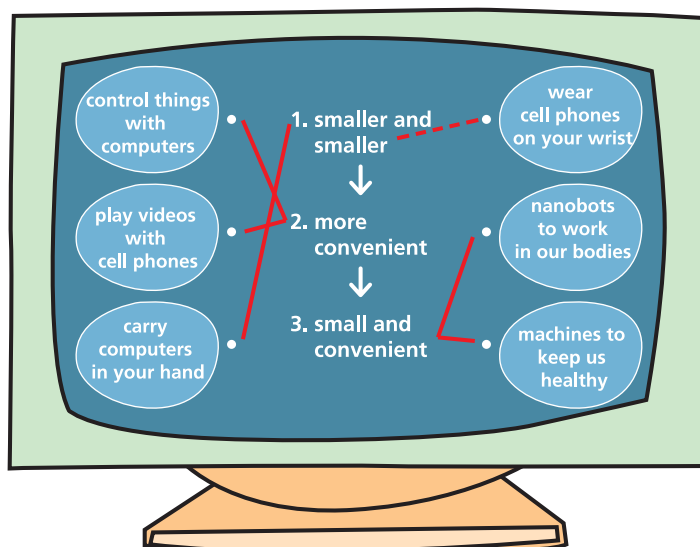 control things
with
computers
play videos
with
cell phones
carry
computers
in your hand
1. smaller and
smaller
2. more
convenient
3. small and
convenient
wear
cell phones
on your wrist
nanobots
to work
in our bodies
machines to
keep us
healthy